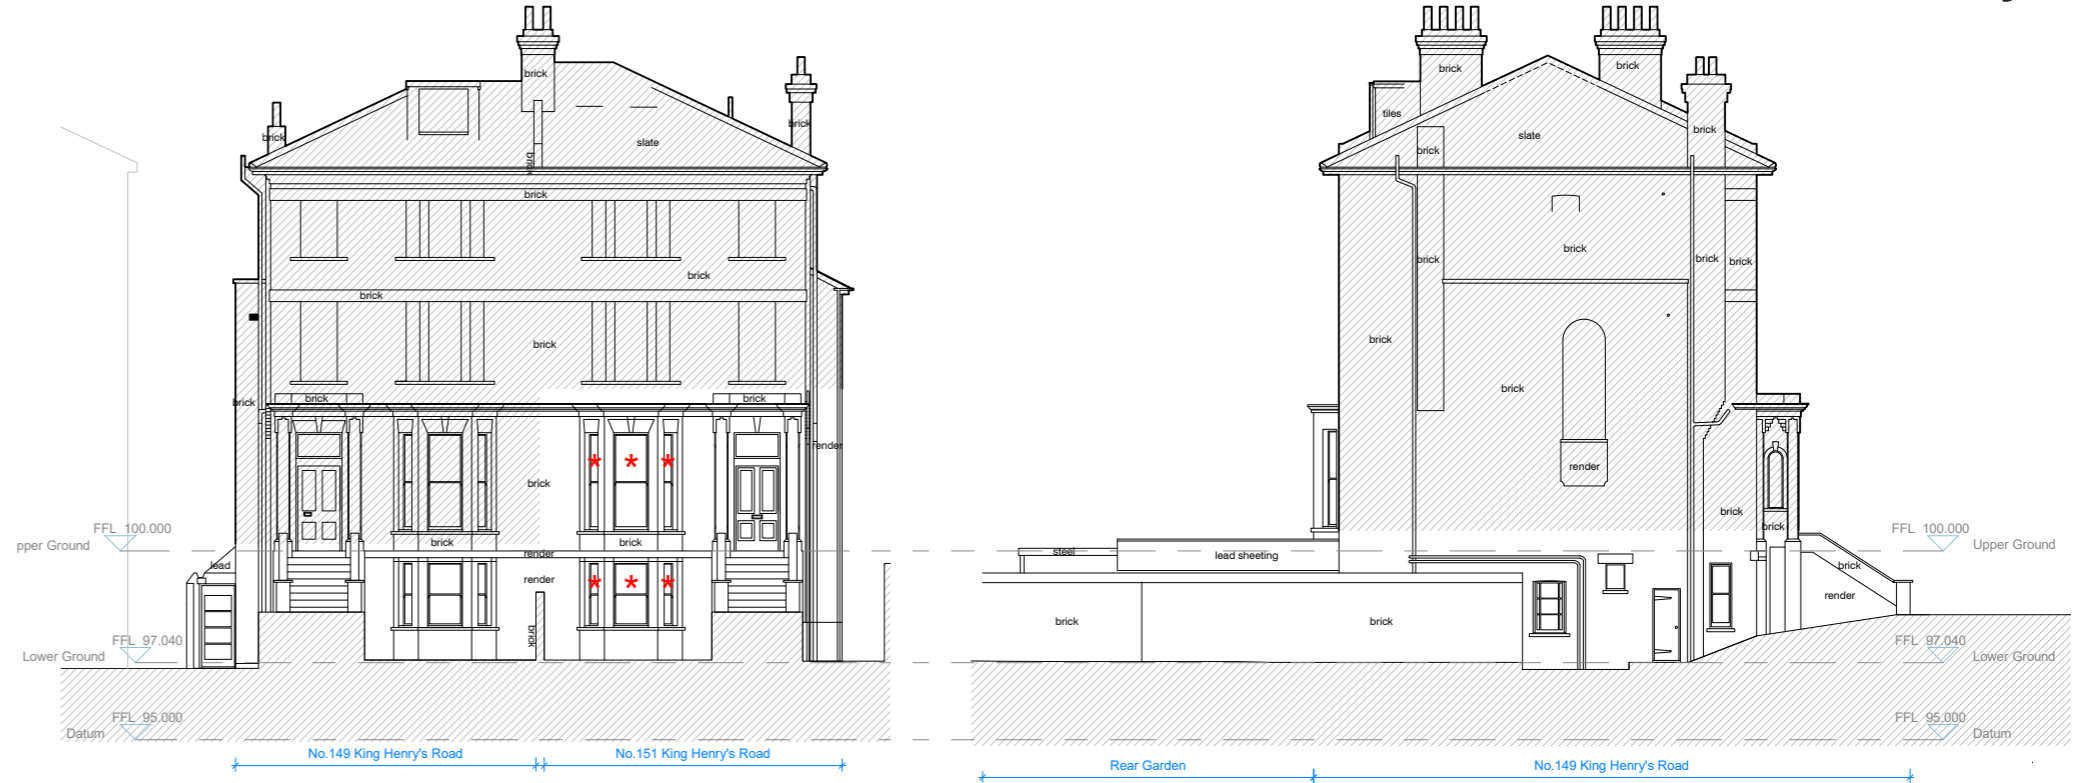 brick
brick
brick
brick
slate
brick
brick
brick
brick
brick
brick
brick
brick
render
brick
brick
brick
render
render
lead
brick
FFL 100.000
pper Ground
FFL 97.040
Lower Ground
FFL 95.000
Datum
No.149 King Henry's Road
No.151 King Henry's Road
brick
brick
tiles
slate
brick
brick
brick
brick
brick
brick
brick
brick
render
brick
brick
steel
lead sheeting
brick
brick
brick
render
FFL 100.000
Upper Ground
FFL 97.040
Lower Ground
FFL 95.000
Datum
Rear Garden
No.149 King Henry's Road